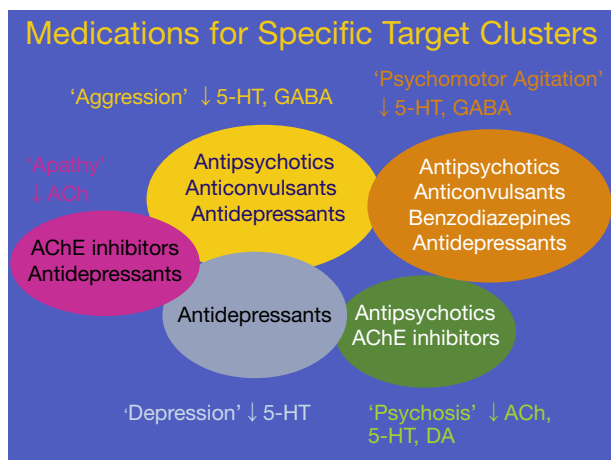 Medications for Specific Target Clusters
‘Aggression’ ↓ 5-HT, GABA
‘Psychomotor Agitation’
↓ 5-HT, GABA
‘Apathy’
↓ ACh
Antipsychotics
Anticonvulsants
Antidepressants
Antipsychotics
Anticonvulsants
Benzodiazepines
Antidepressants
AChE inhibitors
Antidepressants
Antidepressants
Antipsychotics
AChE inhibitors
‘Depression’ ↓ 5-HT
‘Psychosis’ ↓ ACh,
5-HT, DA